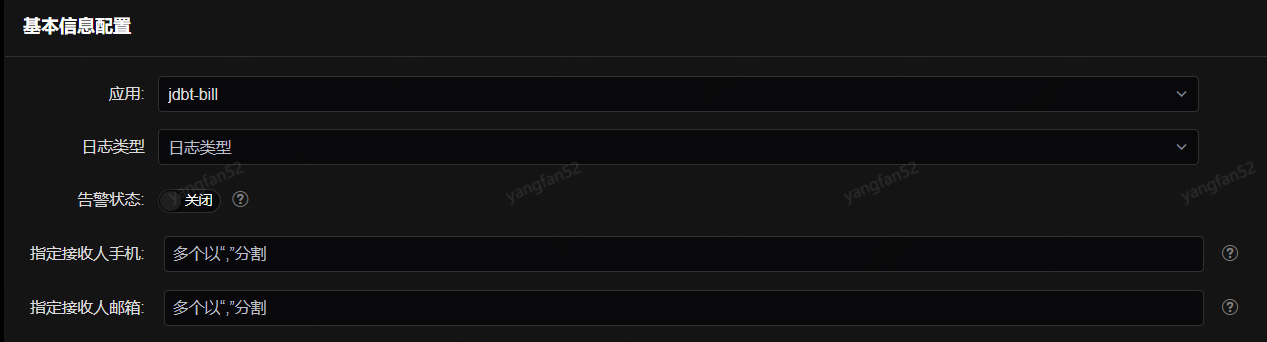 基本信息配置
应用: jdbt-bill
日志类型 日志类型
告警状态: 关闭 ?
指定接收人手机: 多个以“,”分割 ?
指定接收人邮箱: 多个以“,”分割 ?
yangfan52 yangfan52 yangfan52 yangfan52